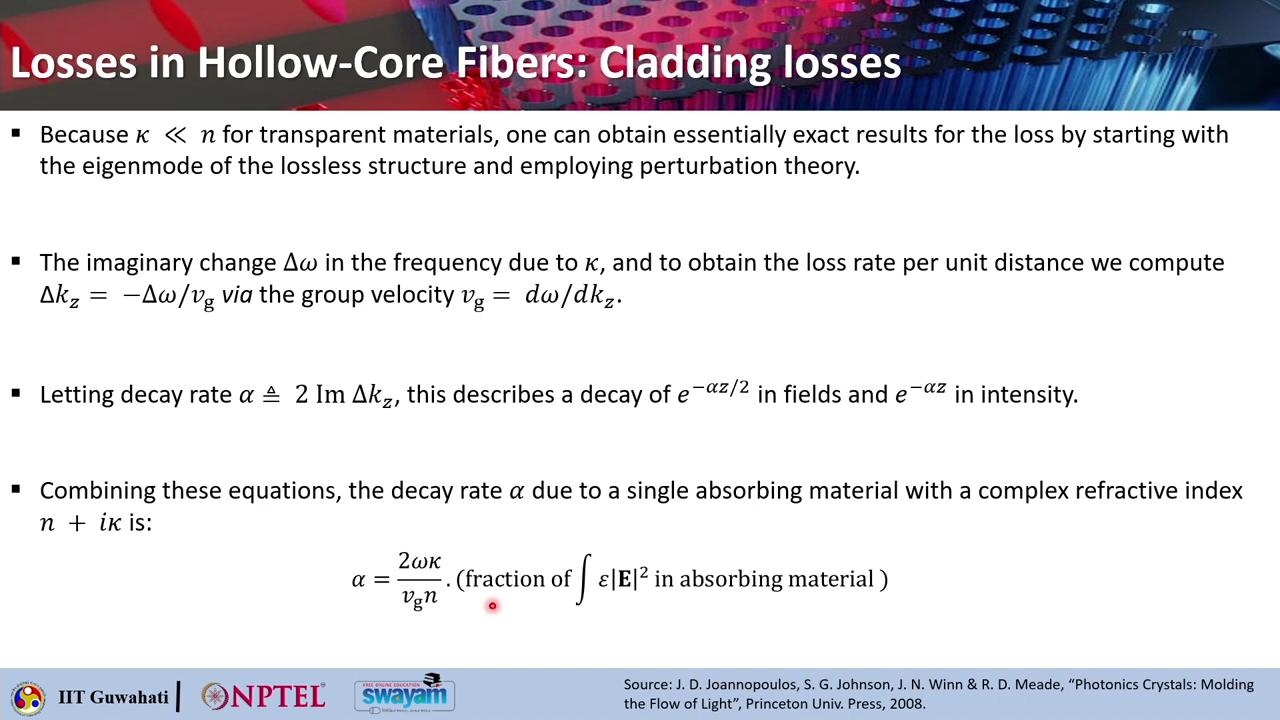 Losses in Hollow-Core Fibers: Cladding losses
▪ Because κ ≪ n for transparent materials, one can obtain essentially exact results for the loss by starting with
the eigenmode of the lossless structure and employing perturbation theory.
▪ The imaginary change Δω in the frequency due to κ, and to obtain the loss rate per unit distance we compute
Δk_z = −Δω/v_g via the group velocity v_g = dω/dk_z.
▪ Letting decay rate α ≜ 2 Im Δk_z, this describes a decay of e^{−αz/2} in fields and e^{−αz} in intensity.
▪ Combining these equations, the decay rate α due to a single absorbing material with a complex refractive index
n + iκ is:
α = 2ωκ / v_g n . (fraction of ∫ ε|E|² in absorbing material )
IIT Guwahati
NPTEL
FREE ONLINE EDUCATION
swayam
Source: J. D. Joannopoulos, S. G. Johnson, J. N. Winn & R. D. Meade, “Photonics Crystals: Molding
the Flow of Light”, Princeton Univ. Press, 2008.